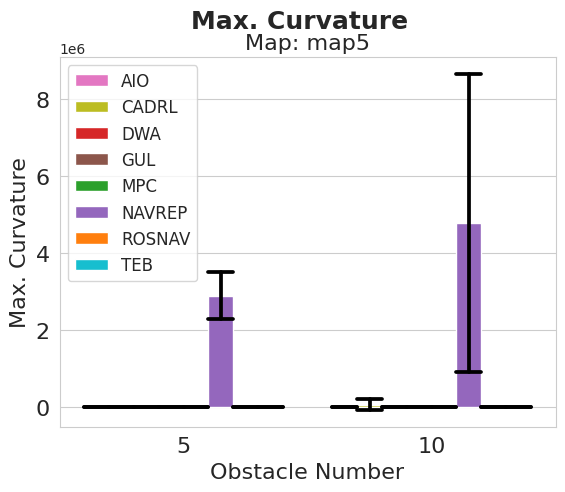 Max. Curvature
Map: map5
1e6
AIO
CADRL
DWA
GUL
MPC
NAVREP
ROSNAV
TEB
8
6
4
2
0
Max. Curvature
5 10
Obstacle Number